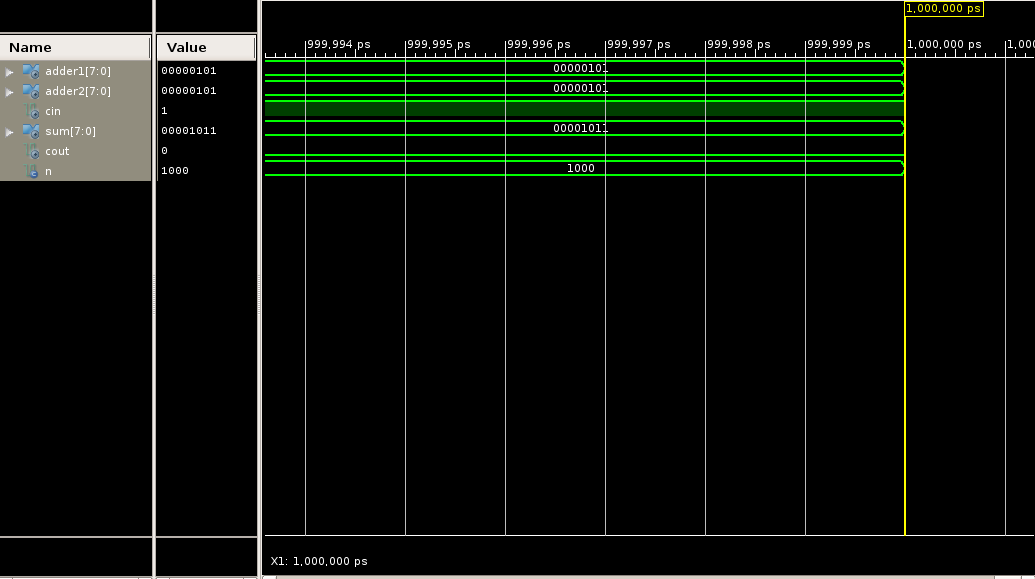 1,000,000 ps
Name Value
999,994 ps 999,995 ps 999,996 ps 999,997 ps 999,998 ps 999,999 ps 1,000,000 ps 1,000
adder1[7:0] 00000101 00000101
adder2[7:0] 00000101 00000101
cin 1
sum[7:0] 00001011 00001011
cout 0
n 1000 1000
X1: 1,000,000 ps